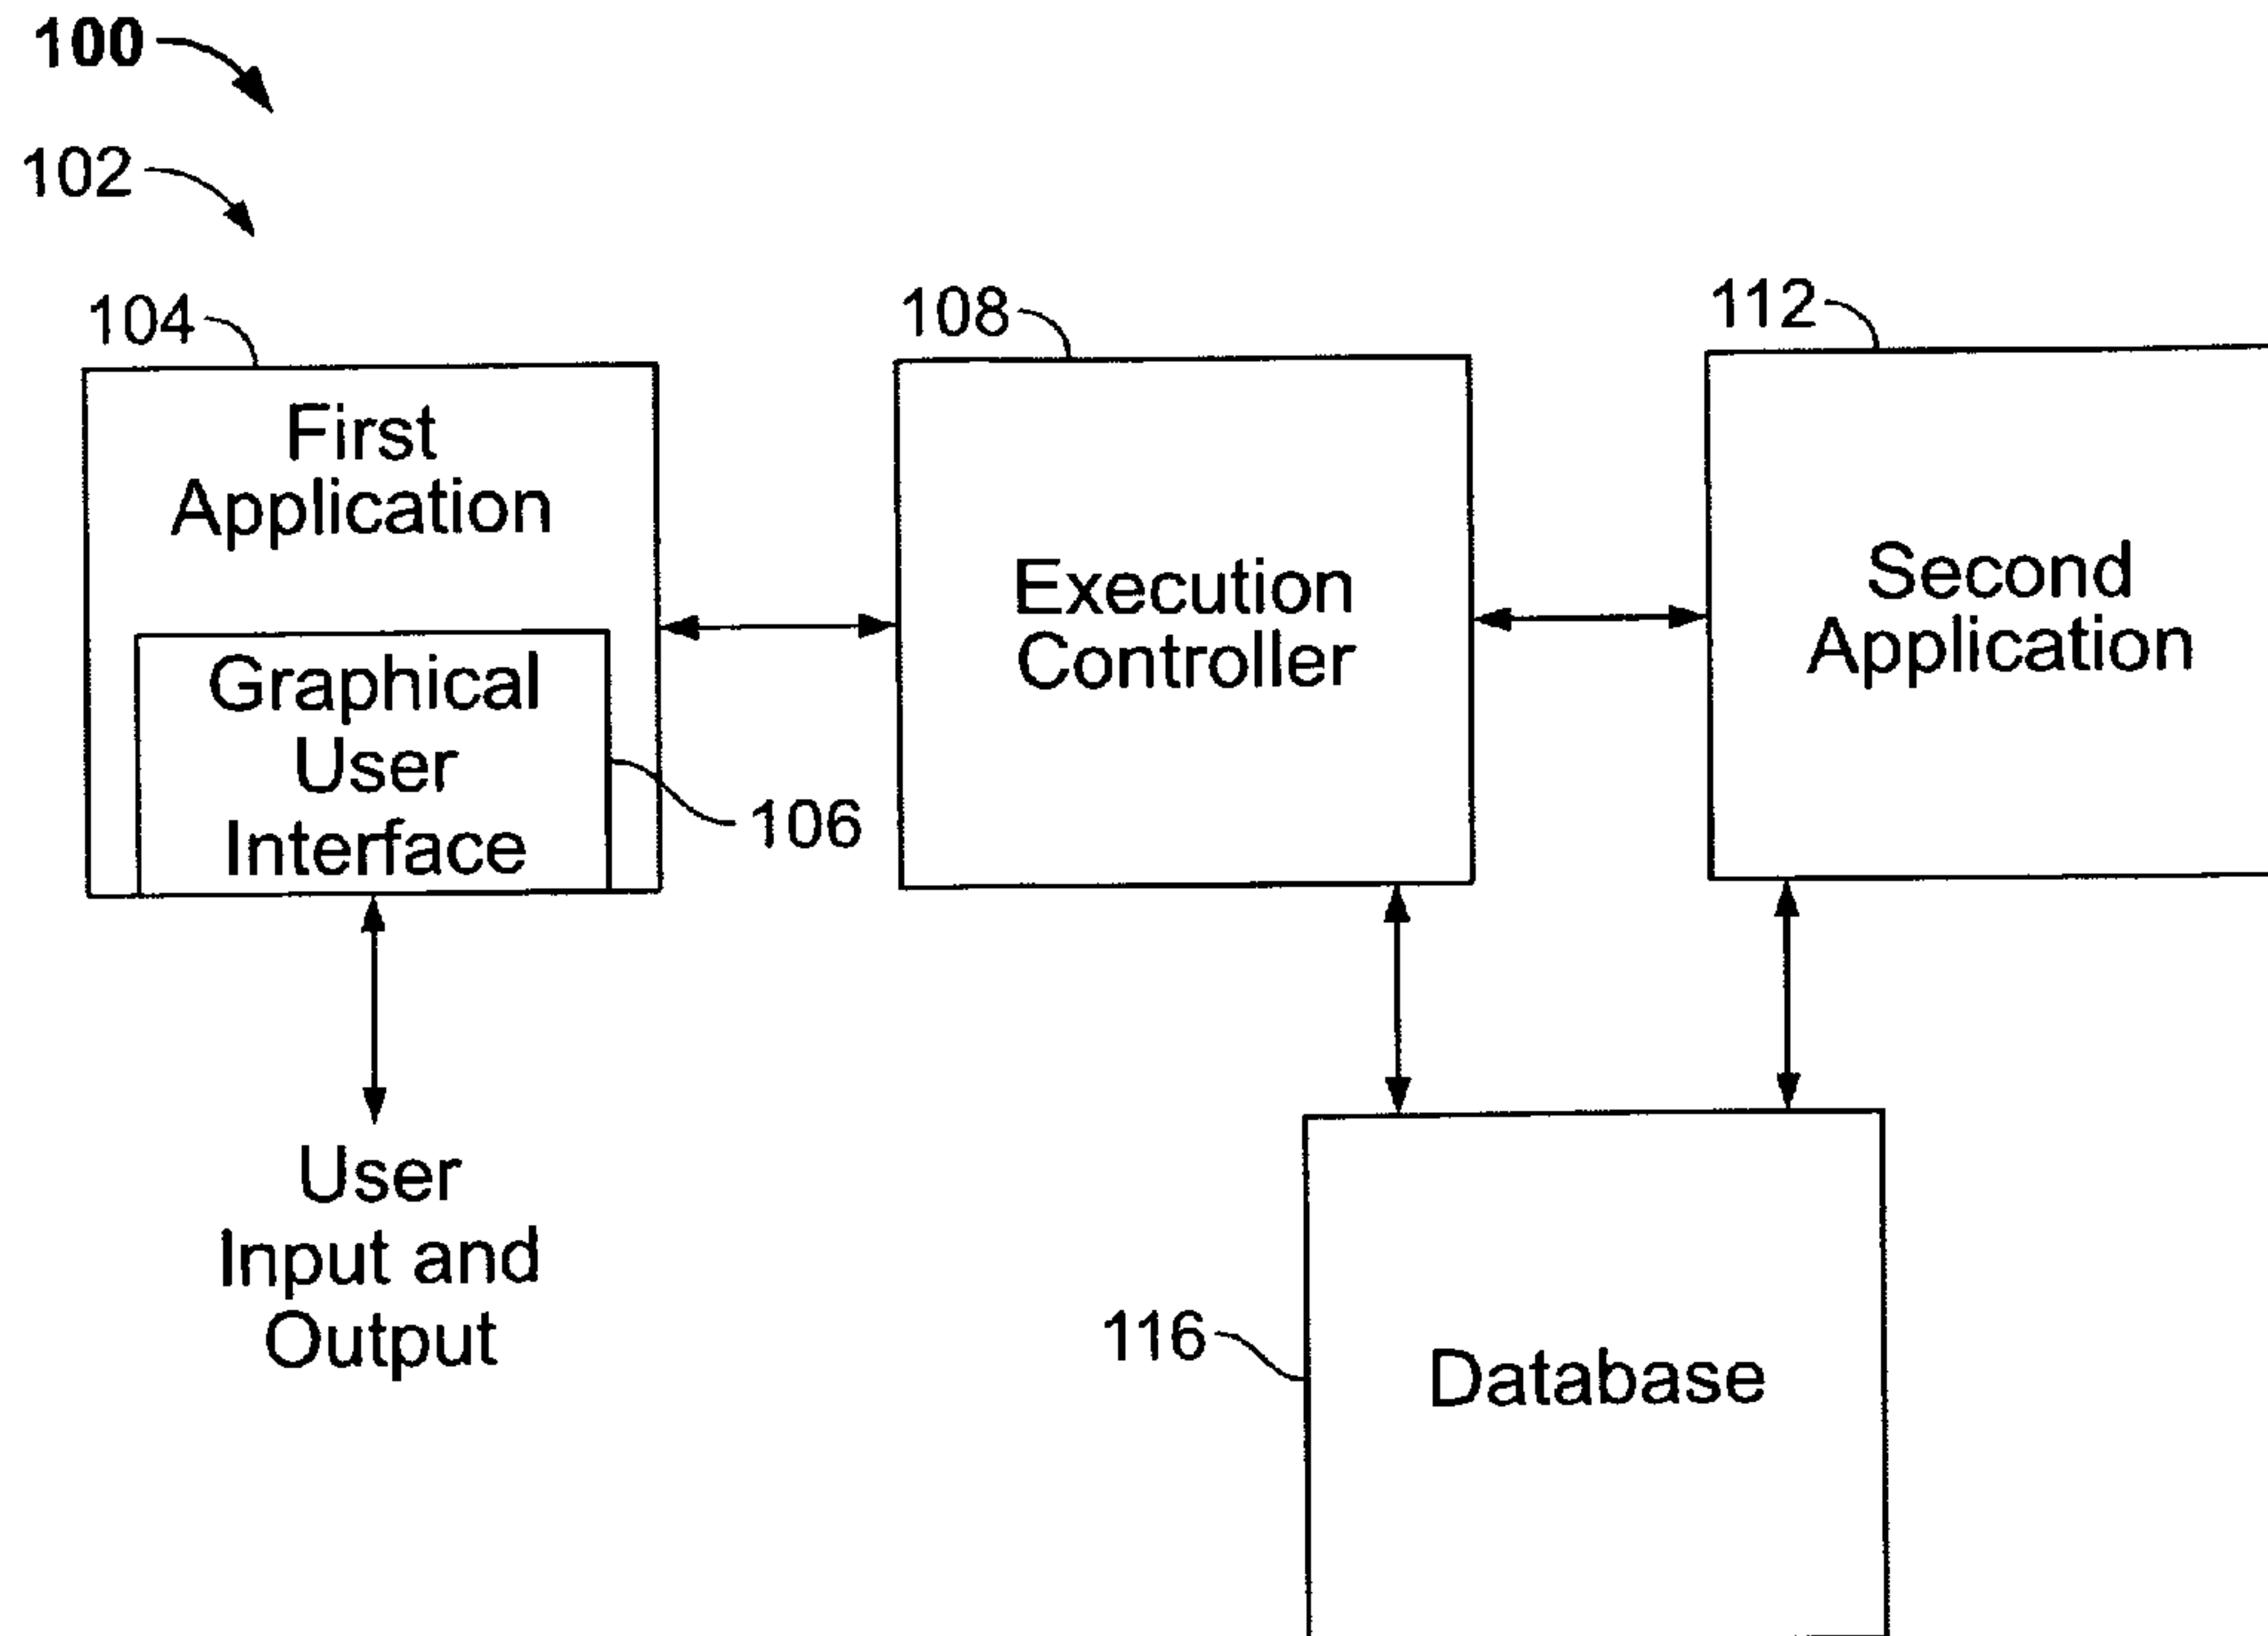 100
102
104
108
112
First
Application
Graphical
User
Interface
106
Execution
Controller
Second
Application
User
Input and
Output
116
Database